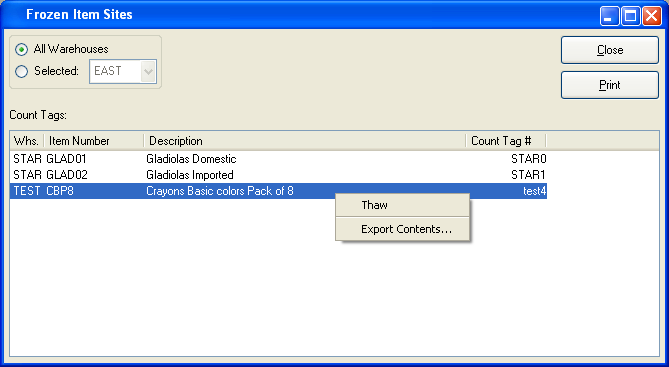 Frozen Item Sites
All Warehouses
Selected: EAST
Close
Print
Count Tags:
Whs. Item Number Description Count Tag #
STAR GLAD01 Gladiolas Domestic STAR0
STAR GLAD02 Gladiolas Imported STAR1
TEST CBP8 Crayons Basic colors Pack of 8 test4
Thaw
Export Contents...